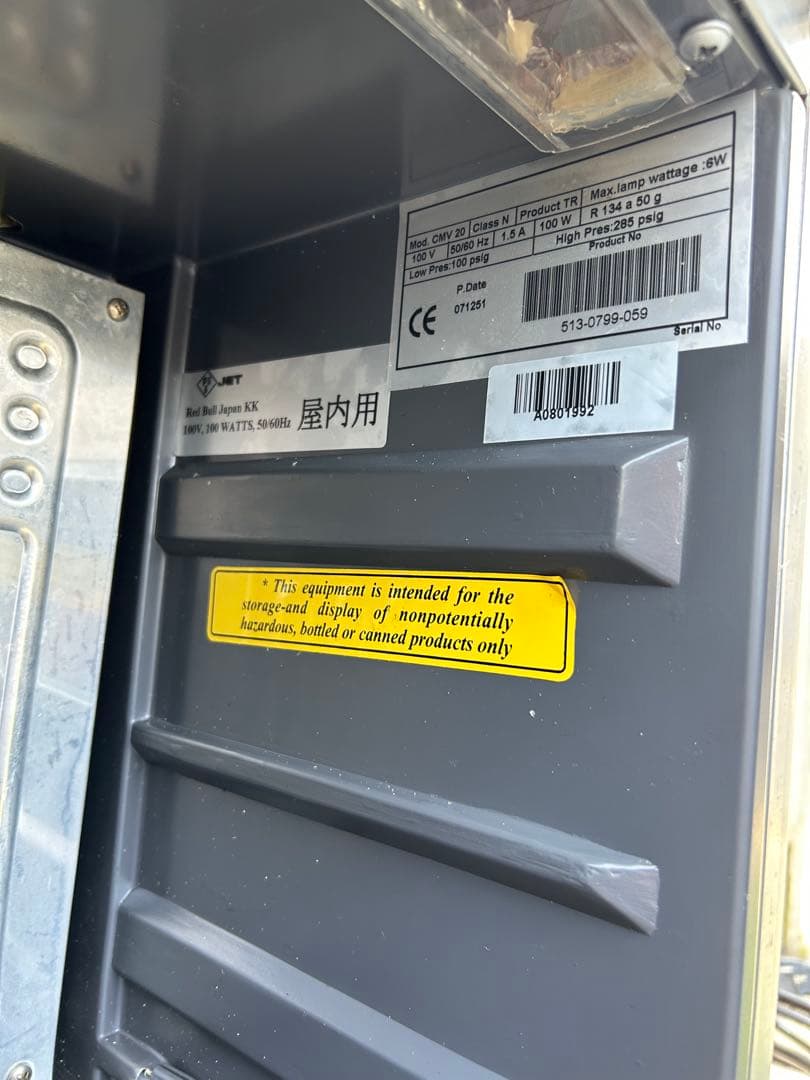 Mod. CMV 20 Class N Product TR Max.lamp wattage :6W
100 V 50/60 Hz 1.5 A 100 W R 134 a 50 g
Low Pres:100 psig High Pres:285 psig
Product No
P.Date
071251
CE
513-0799-059
Serial No
A0801992
PS E JET
Red Bull Japan KK
100V, 100 WATTS, 50/60Hz
屋内用
* This equipment is intended for the
storage-and display of nonpotentially
hazardous, bottled or canned products only